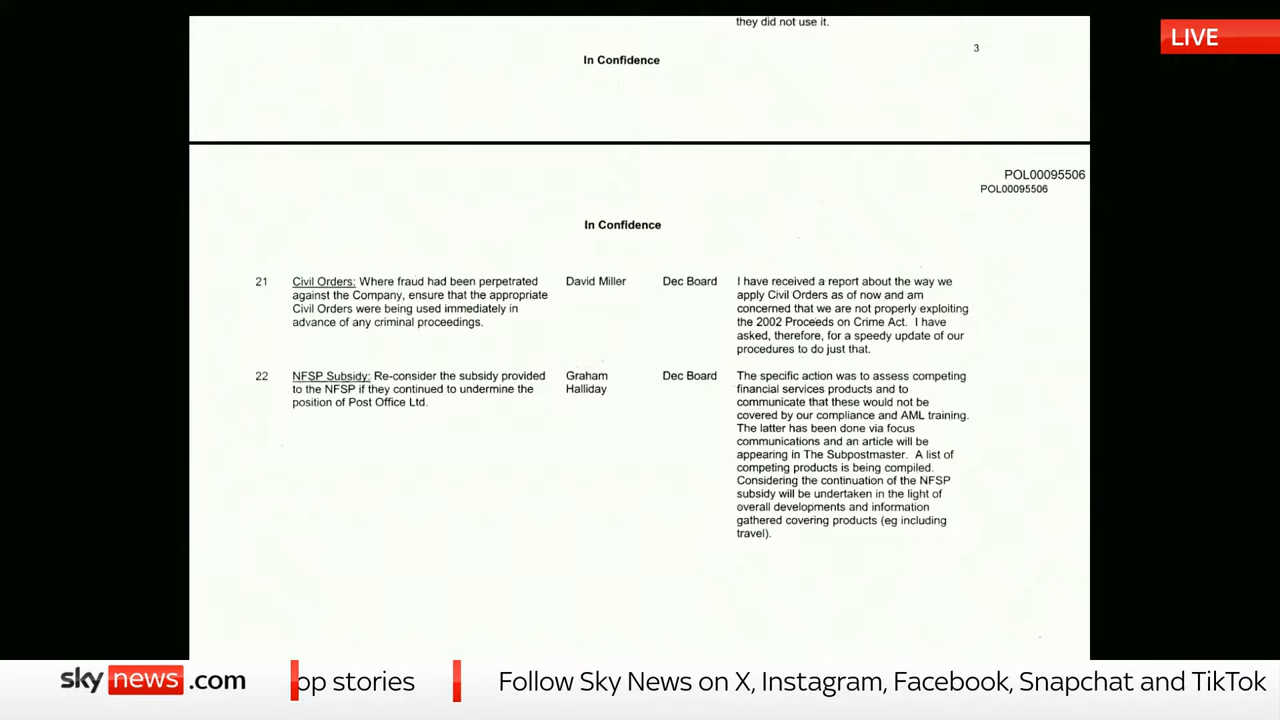 they did not use it.
LIVE
3
In Confidence
POL00095506
POL00095506
In Confidence
21 Civil Orders: Where fraud had been perpetrated David Miller Dec Board I have received a report about the way we
against the Company, ensure that the appropriate apply Civil Orders as of now and am
Civil Orders were being used immediately in concerned that we are not properly exploiting
advance of any criminal proceedings. the 2002 Proceeds on Crime Act. I have
asked, therefore, for a speedy update of our
procedures to do just that.
22 NFSP Subsidy: Re-consider the subsidy provided Graham Dec Board The specific action was to assess competing
to the NFSP if they continued to undermine the Halliday financial services products and to
position of Post Office Ltd. communicate that these would not be
covered by our compliance and AML training.
The latter has been done via focus
communications and an article will be
appearing in The Subpostmaster. A list of
competing products is being compiled.
Considering the continuation of the NFSP
subsidy will be undertaken in the light of
overall developments and information
gathered covering products (eg including
travel).
sky news .com op stories Follow Sky News on X, Instagram, Facebook, Snapchat and TikTok